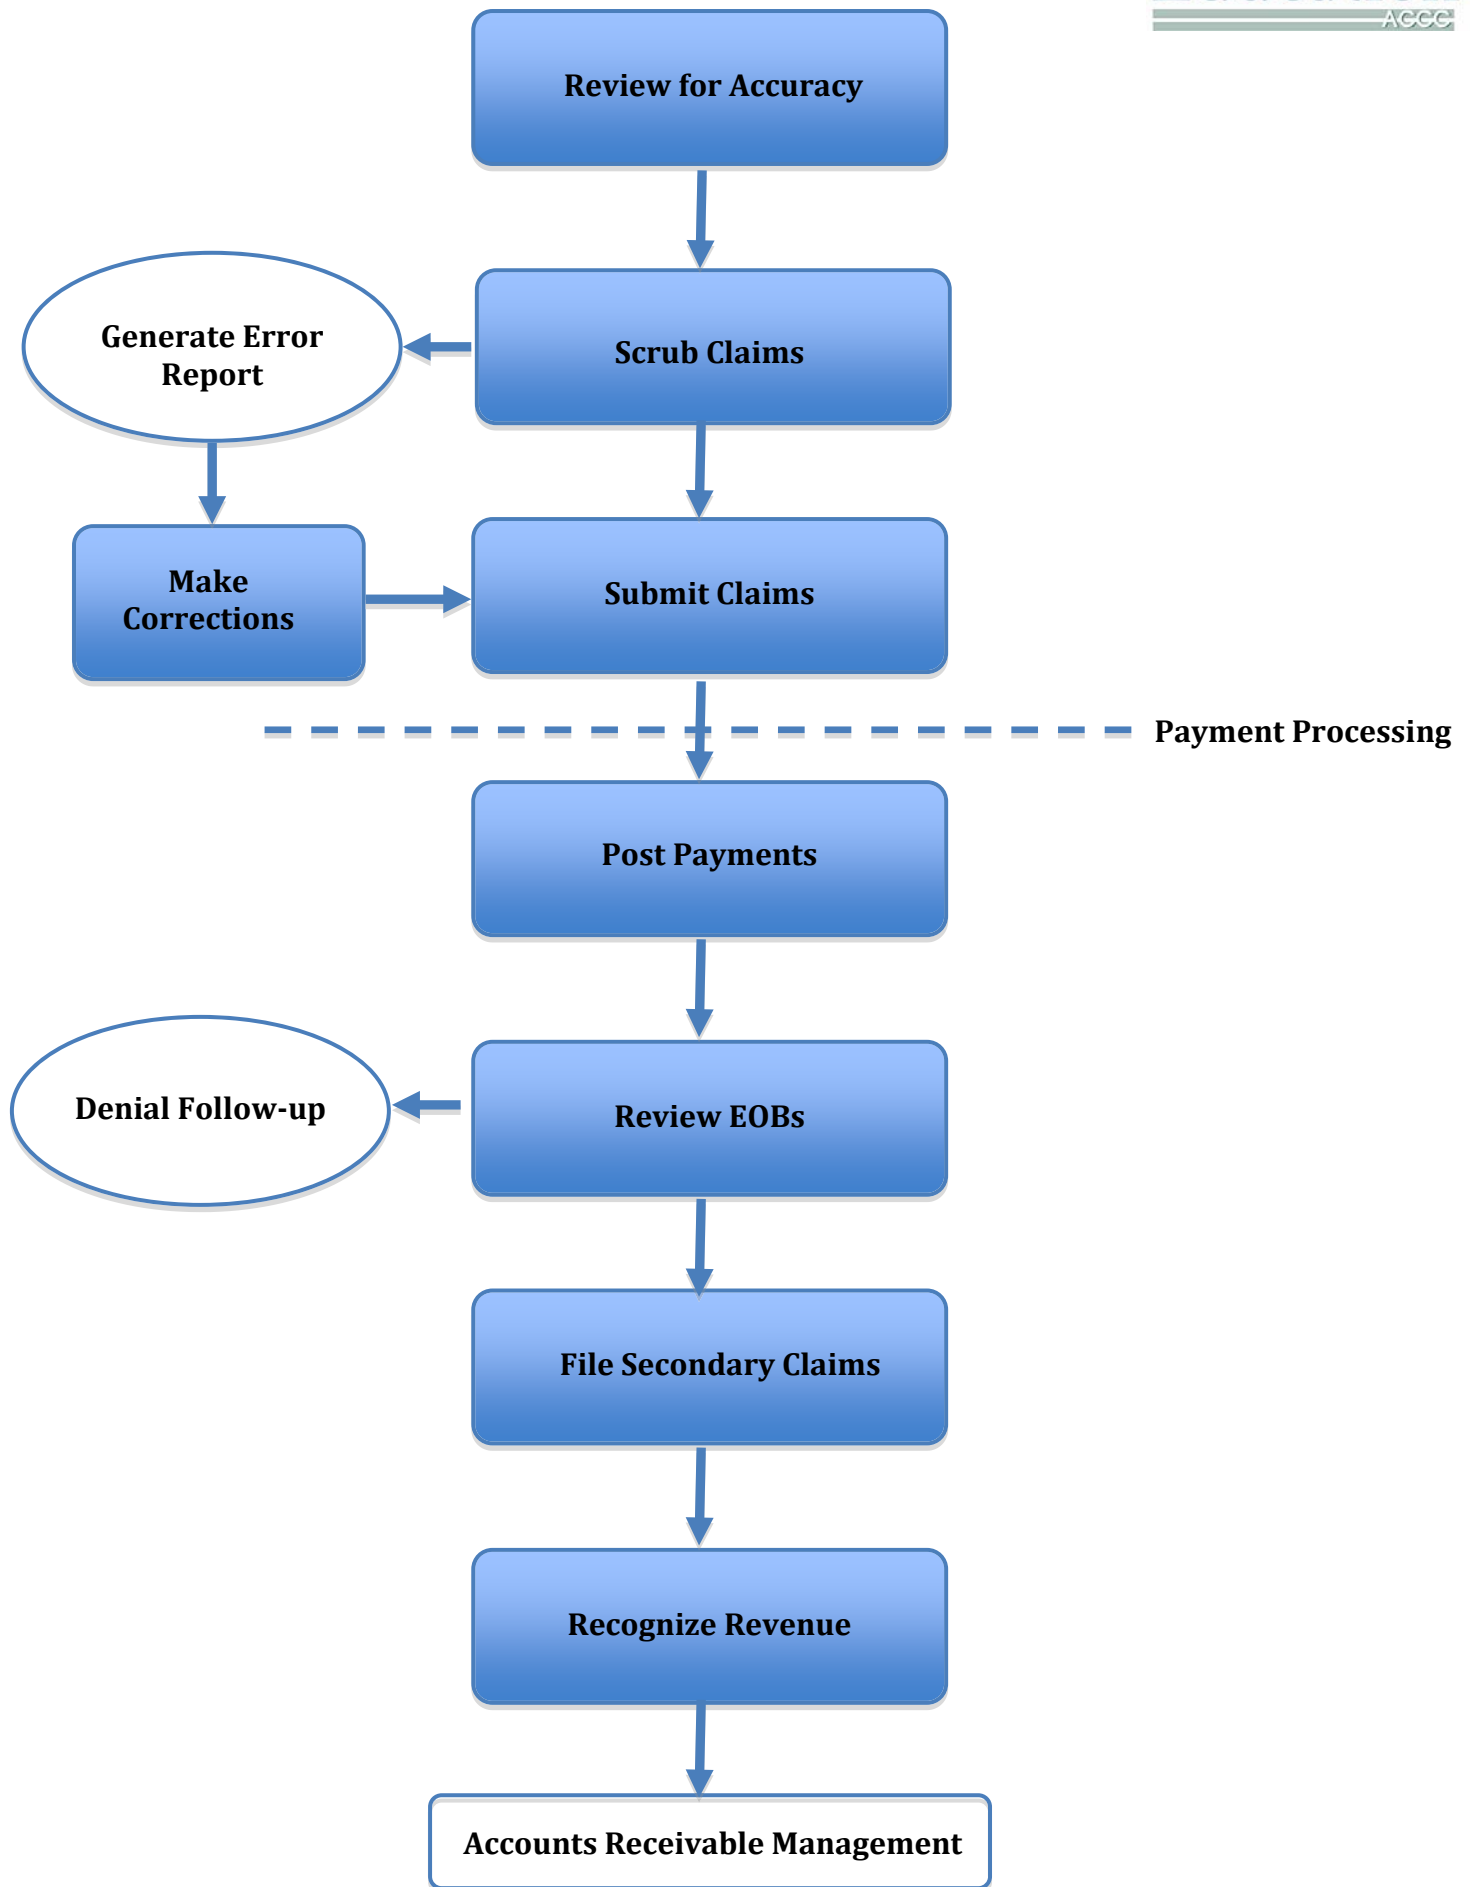 ACCC
Review for Accuracy
Generate Error
Report
Scrub Claims
Make
Corrections
Submit Claims
Payment Processing
Post Payments
Denial Follow-up
Review EOBs
File Secondary Claims
Recognize Revenue
Accounts Receivable Management